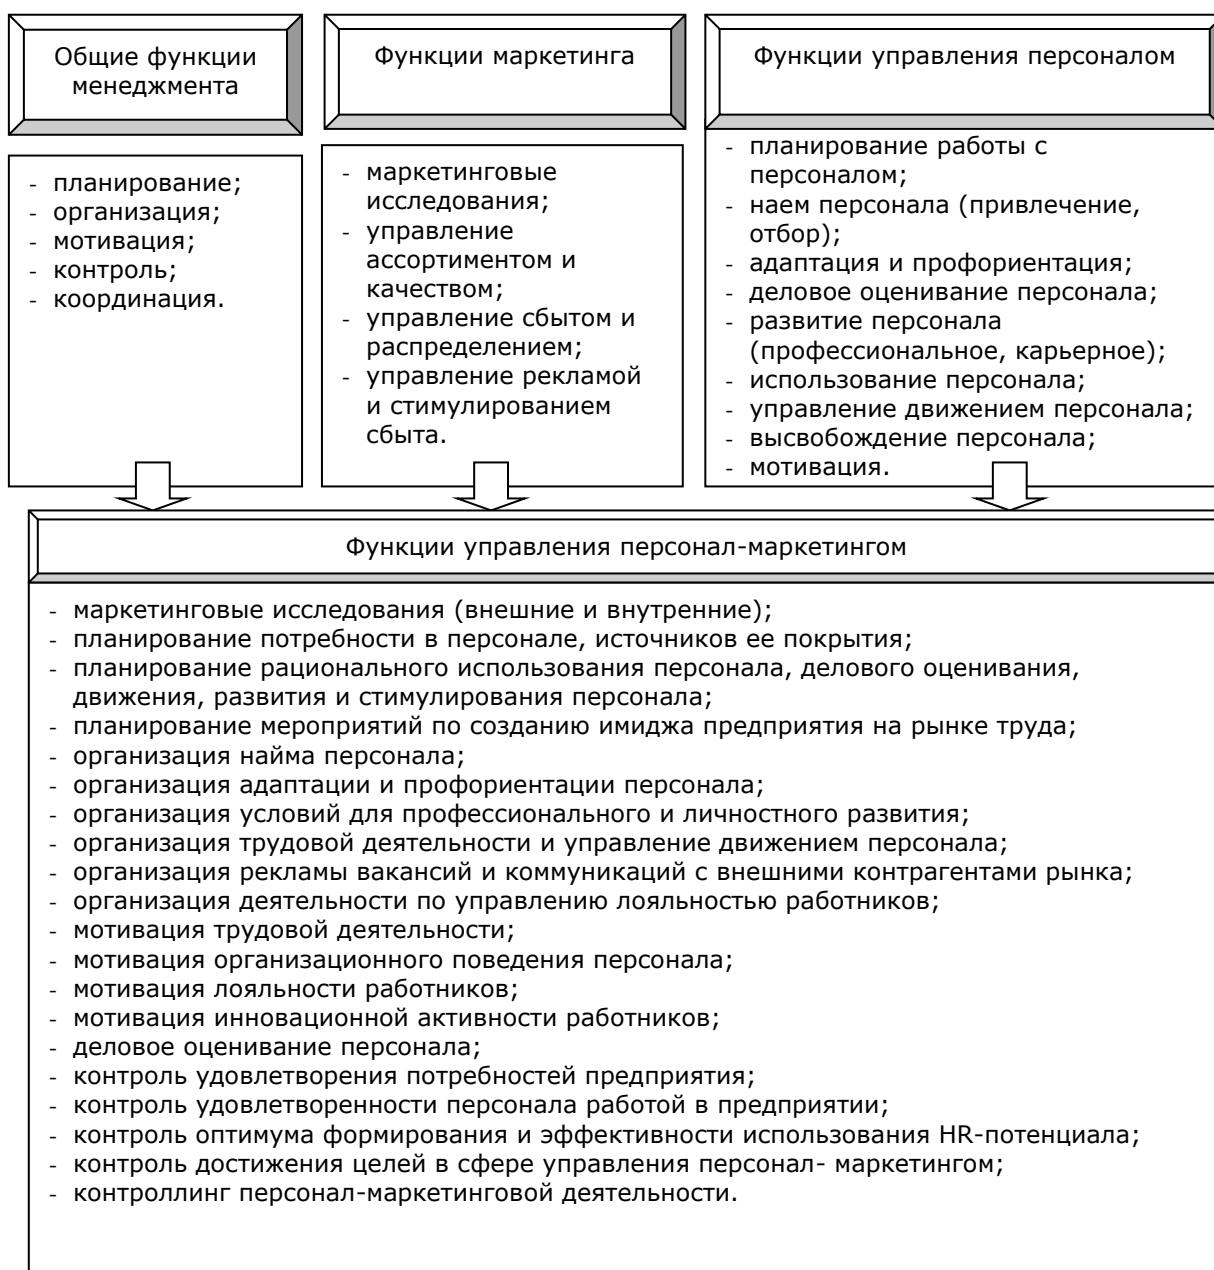 Общие функции
менеджмента
- планирование;
- организация;
- мотивация;
- контроль;
- координация.
Функции маркетинга
- маркетинговые
исследования;
- управление
ассортиментом и
качеством;
- управление сбытом и
распределением;
- управление рекламой
и стимулированием
сбыта.
Функции управления персоналом
- планирование работы с
персоналом;
- наем персонала (привлечение,
отбор);
- адаптация и профориентация;
- деловое оценивание персонала;
- развитие персонала
(профессиональное, карьерное);
- использование персонала;
- управление движением персонала;
- высвобождение персонала;
- мотивация.
Функции управления персонал-маркетингом
- маркетинговые исследования (внешние и внутренние);
- планирование потребности в персонале, источников ее покрытия;
- планирование рационального использования персонала, делового оценивания,
движения, развития и стимулирования персонала;
- планирование мероприятий по созданию имиджа предприятия на рынке труда;
- организация найма персонала;
- организация адаптации и профориентации персонала;
- организация условий для профессионального и личностного развития;
- организация трудовой деятельности и управление движением персонала;
- организация рекламы вакансий и коммуникаций с внешними контрагентами рынка;
- организация деятельности по управлению лояльностью работников;
- мотивация трудовой деятельности;
- мотивация организационного поведения персонала;
- мотивация лояльности работников;
- мотивация инновационной активности работников;
- деловое оценивание персонала;
- контроль удовлетворения потребностей предприятия;
- контроль удовлетворенности персонала работой в предприятии;
- контроль оптимума формирования и эффективности использования HR-потенциала;
- контроль достижения целей в сфере управления персонал- маркетингом;
- контроллинг персонал-маркетинговой деятельности.